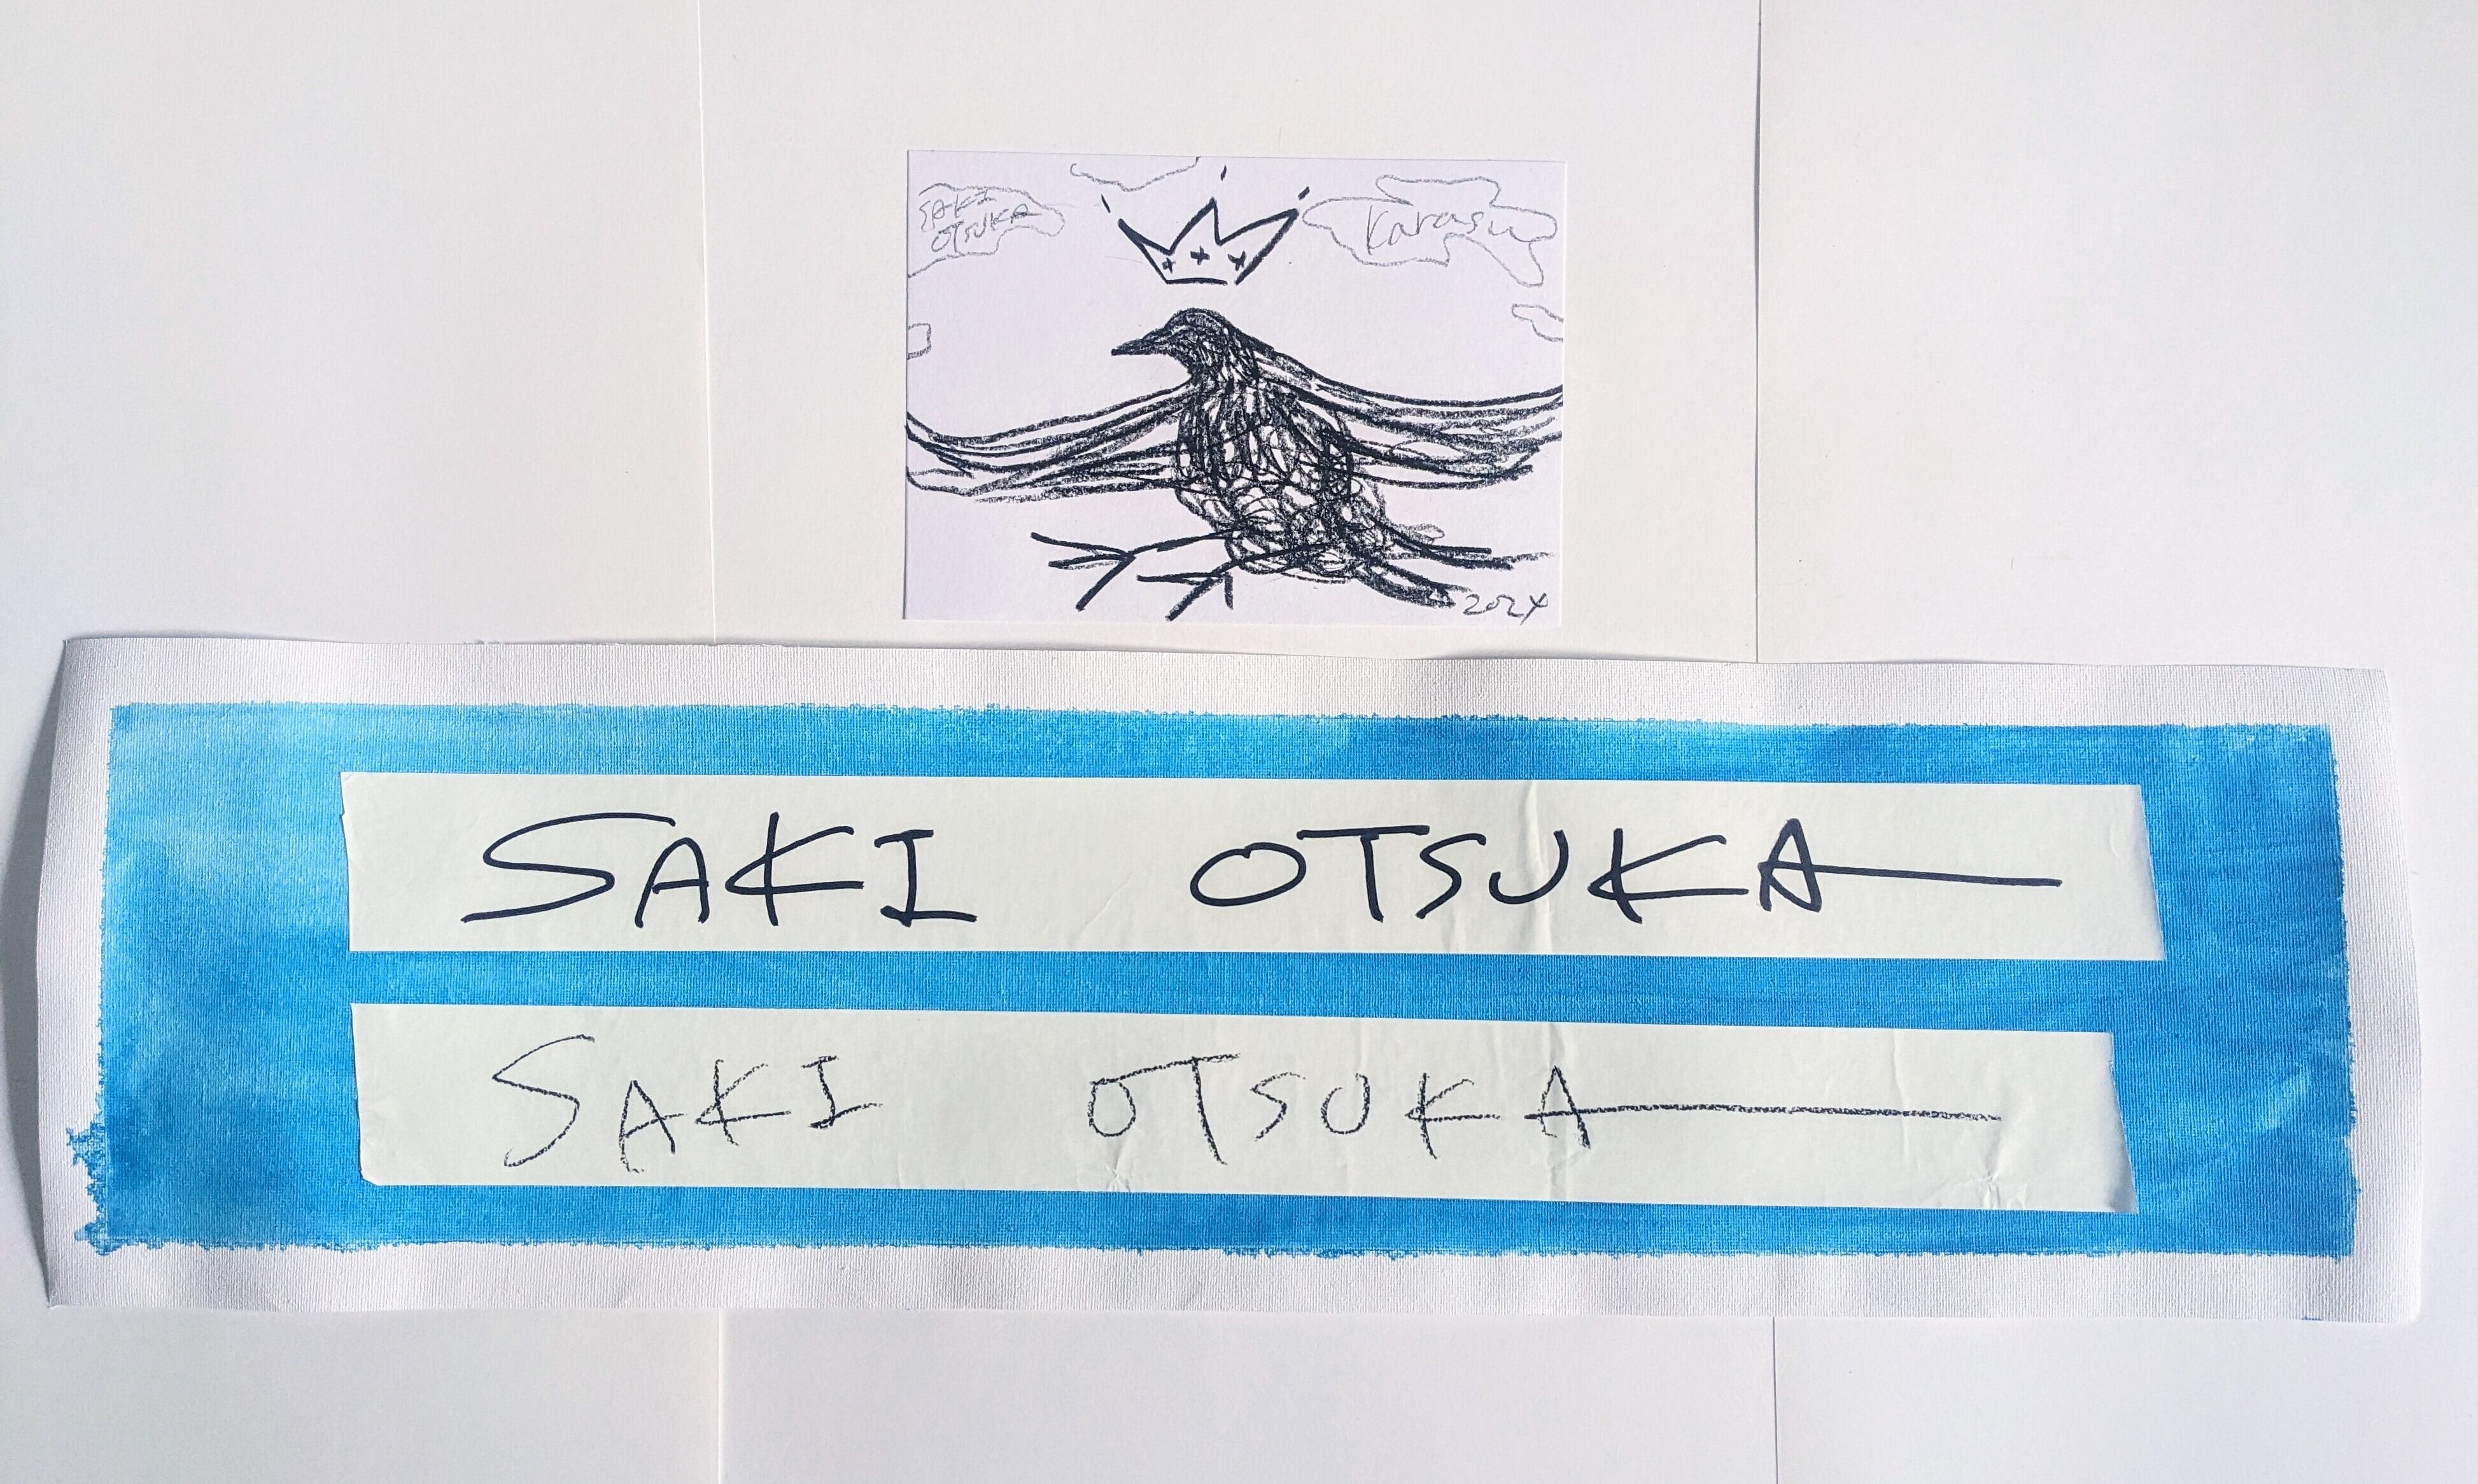 SAKI
OTSUKA
Karasu
2024
SAKI OTSUKA
SAKI OTSUKA